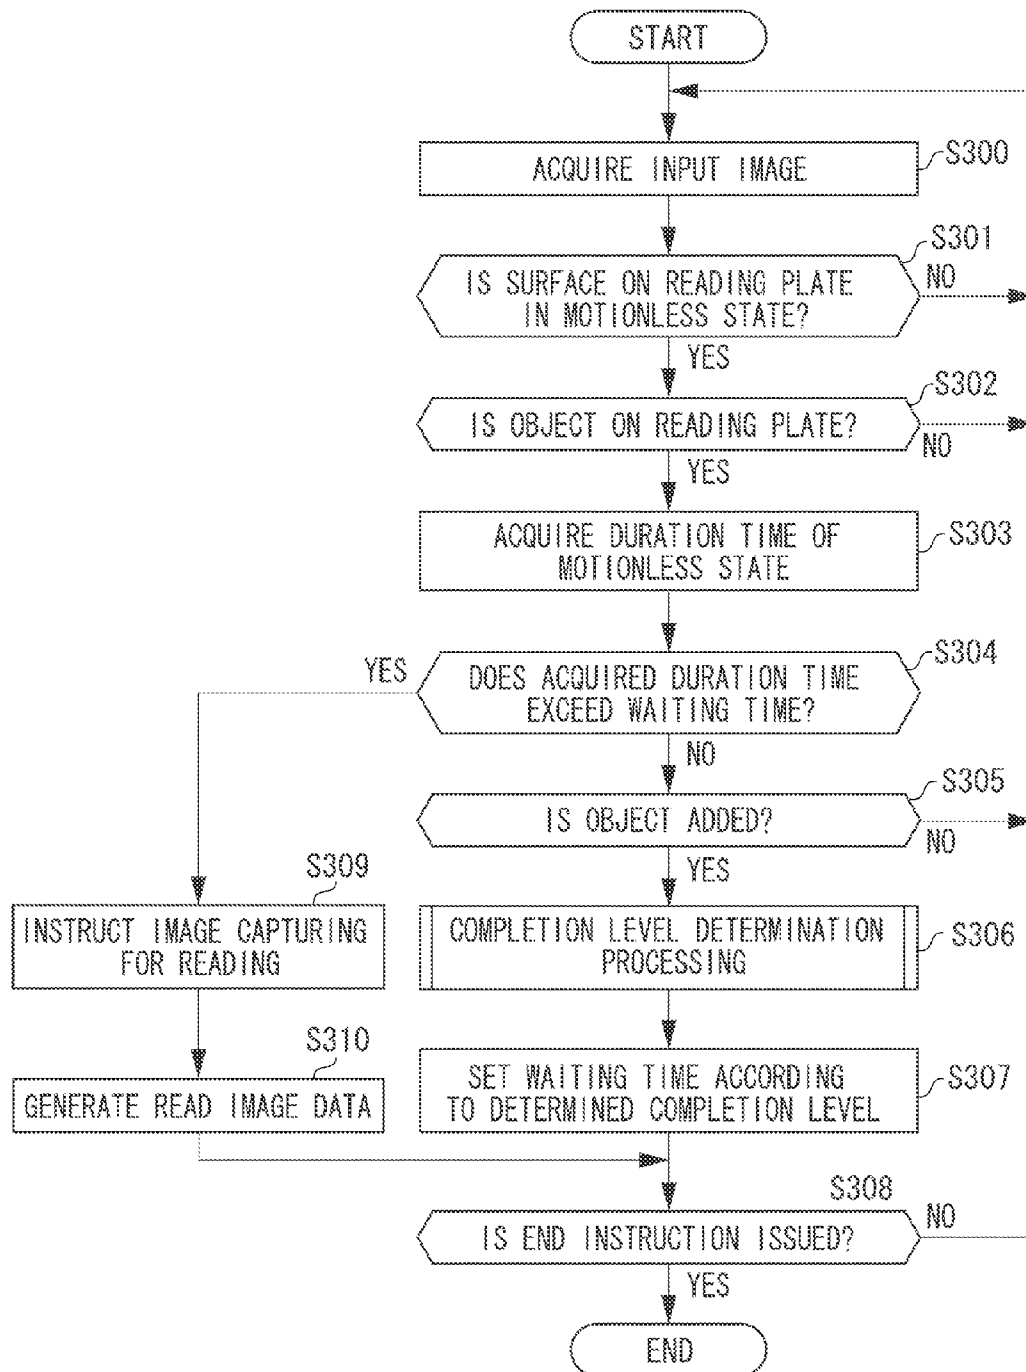 START
ACQUIRE INPUT IMAGE
S300
S301
IS SURFACE ON READING PLATE
IN MOTIONLESS STATE?
NO
YES
S302
IS OBJECT ON READING PLATE?
NO
YES
ACQUIRE DURATION TIME OF
MOTIONLESS STATE
S303
S304
YES
DOES ACQUIRED DURATION TIME
EXCEED WAITING TIME?
NO
S305
IS OBJECT ADDED?
NO
YES
S309
INSTRUCT IMAGE CAPTURING
FOR READING
COMPLETION LEVEL DETERMINATION
PROCESSING
S306
S310
GENERATE READ IMAGE DATA
SET WAITING TIME ACCORDING
TO DETERMINED COMPLETION LEVEL
S307
S308
IS END INSTRUCTION ISSUED?
NO
YES
END